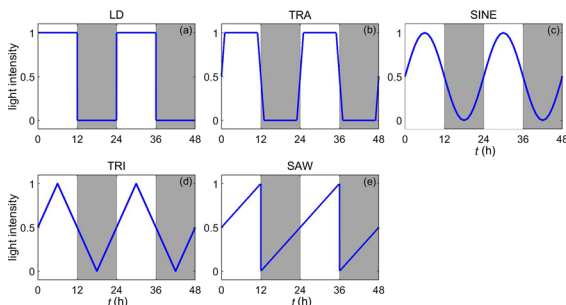 LD
TRA
SINE
(a)
(b)
(c)
light intensity
1
0.5
0
0 12 24 36 48
0 12 24 36 48
0 12 24 36 48
1
0.5
0
1
0.5
0
t (h)
TRI
SAW
(d)
(e)
light intensity
1
0.5
0
0 12 24 36 48
t (h)
1
0.5
0
0 12 24 36 48
t (h)